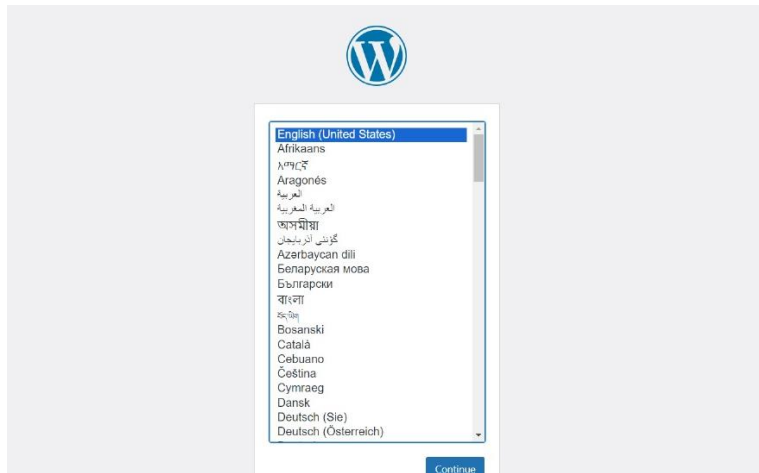 English (United States)
Afrikaans
አማርኛ
Aragonés
العربية
العربية المغربية
অসমীয়া
گؤنئی آذربایجان
Azərbaycan dili
Беларуская мова
Български
বাংলা
བོད་ཡིག
Bosanski
Català
Cebuano
Čeština
Cymraeg
Dansk
Deutsch (Sie)
Deutsch (Österreich)
Continue